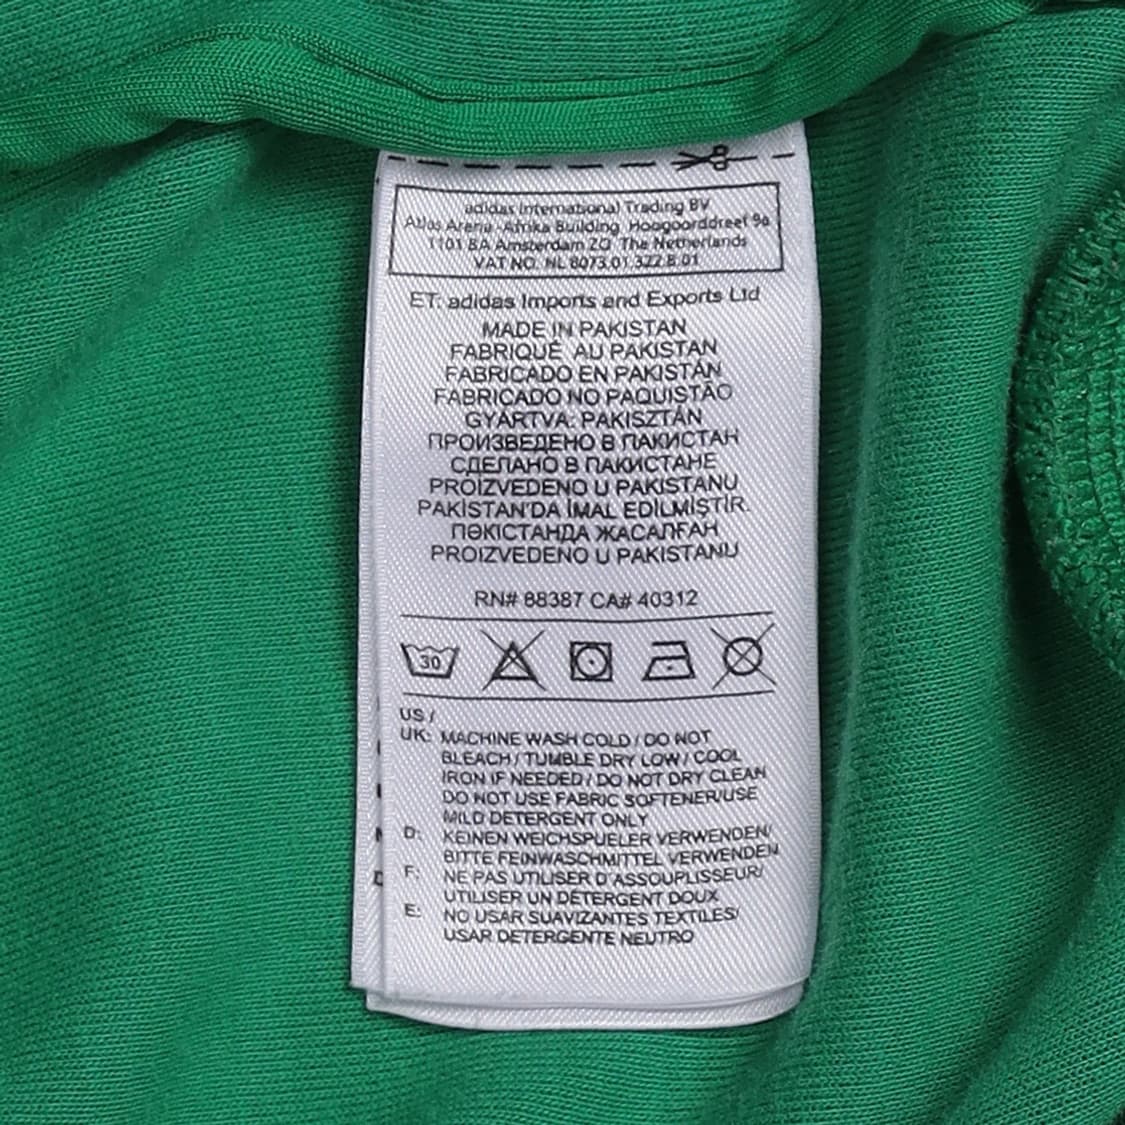 adidas International Trading BV
Atlas Arena - Afrika Building Hoogoorddreef 9a
1101 BA Amsterdam ZO The Netherlands
VAT NO. NL 8073.01.322.B.01
ET: adidas Imports and Exports Ltd
MADE IN PAKISTAN
FABRIQUÉ AU PAKISTAN
FABRICADO EN PAKISTÁN
FABRICADO NO PAQUISTÃO
GYÁRTVA: PAKISZTÁN
ПРОИЗВЕДЕНО В ПАКИСТАН
СДЕЛАНО В ПАКИСТАНЕ
PROIZVEDENO U PAKISTANU
PAKİSTAN'DA İMAL EDİLMİŞTİR.
ПӘКІСТАНДА ЖАСАЛҒАН
PROIZVEDENO U PAKISTANU
RN# 88387 CA# 40312
30
US /
UK: MACHINE WASH COLD / DO NOT
BLEACH / TUMBLE DRY LOW / COOL
IRON IF NEEDED / DO NOT DRY CLEAN
DO NOT USE FABRIC SOFTENER/USE
MILD DETERGENT ONLY
D: KEINEN WEICHSPUELER VERWENDEN/
BITTE FEINWASCHMITTEL VERWENDEN
F: NE PAS UTILISER D'ASSOUPLISSEUR/
UTILISER UN DÉTERGENT DOUX
E: NO USAR SUAVIZANTES TEXTILES/
USAR DETERGENTE NEUTRO